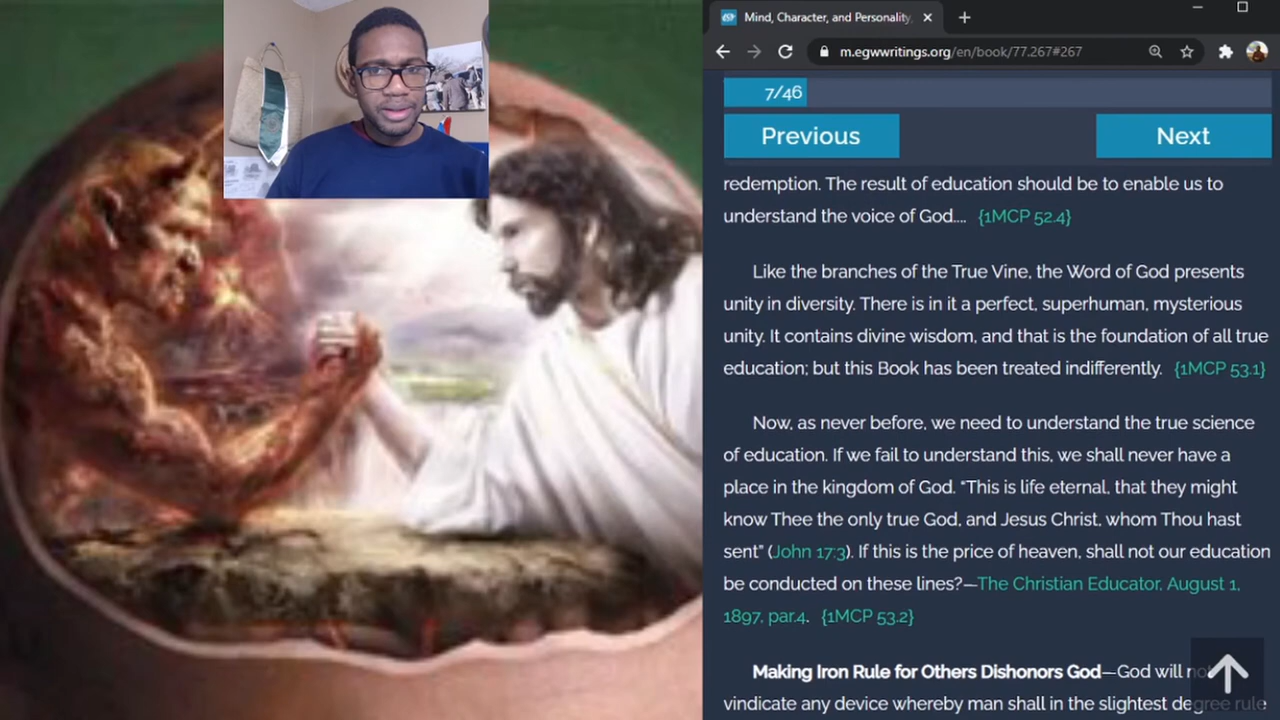 Mind, Character, and Personality,
m.egwwritings.org/en/book/77.267#267
7/46
Previous
Next
redemption. The result of education should be to enable us to
understand the voice of God.... {1MCP 52.4}
Like the branches of the True Vine, the Word of God presents
unity in diversity. There is in it a perfect, superhuman, mysterious
unity. It contains divine wisdom, and that is the foundation of all true
education; but this Book has been treated indifferently. {1MCP 53.1}
Now, as never before, we need to understand the true science
of education. If we fail to understand this, we shall never have a
place in the kingdom of God. “This is life eternal, that they might
know Thee the only true God, and Jesus Christ, whom Thou hast
sent” (John 17:3). If this is the price of heaven, shall not our education
be conducted on these lines?—The Christian Educator, August 1,
1897, par.4. {1MCP 53.2}
Making Iron Rule for Others Dishonors God—God will
vindicate any device whereby man shall in the slightest degree rule